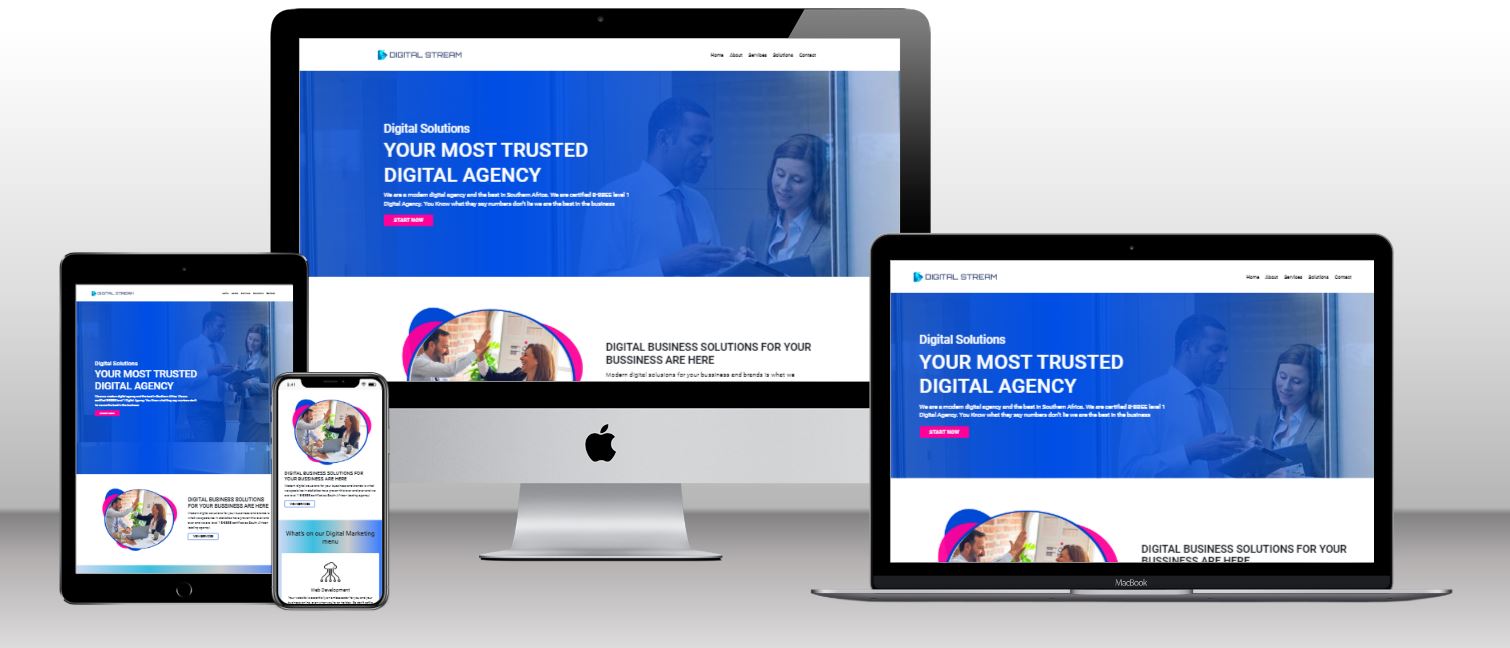 DIGITAL STREAM
Home About Services Solutions Contact
Digital Solutions
YOUR MOST TRUSTED
DIGITAL AGENCY
We are a modern digital agency and the best in Southern Africa. We are certified B-BBEE level 1
Digital Agency. You Know what they say numbers don't lie we are the best in the business
START NOW
DIGITAL BUSINESS SOLUTIONS FOR YOUR
BUSSINESS ARE HERE
Modern digital solusions for your bussiness and brands is what we
DIGITAL STREAM
Home About Services Solutions Contact
Digital Solutions
YOUR MOST TRUSTED
DIGITAL AGENCY
We are a modern digital agency and the best in Southern Africa. We are certified B-BBEE level 1
Digital Agency. You Know what they say numbers don't lie we are the best in the business
START NOW
DIGITAL BUSINESS SOLUTIONS FOR YOUR
BUSSINESS ARE HERE
MacBook
DIGITAL STREAM
Digital Solutions
YOUR MOST TRUSTED
DIGITAL AGENCY
DIGITAL BUSINESS SOLUTIONS
FOR YOUR BUSSINESS ARE HERE
DIGITAL BUSINESS SOLUTIONS FOR
YOUR BUSSINESS ARE HERE
What's on our Digital Marketing
menu
Web Development